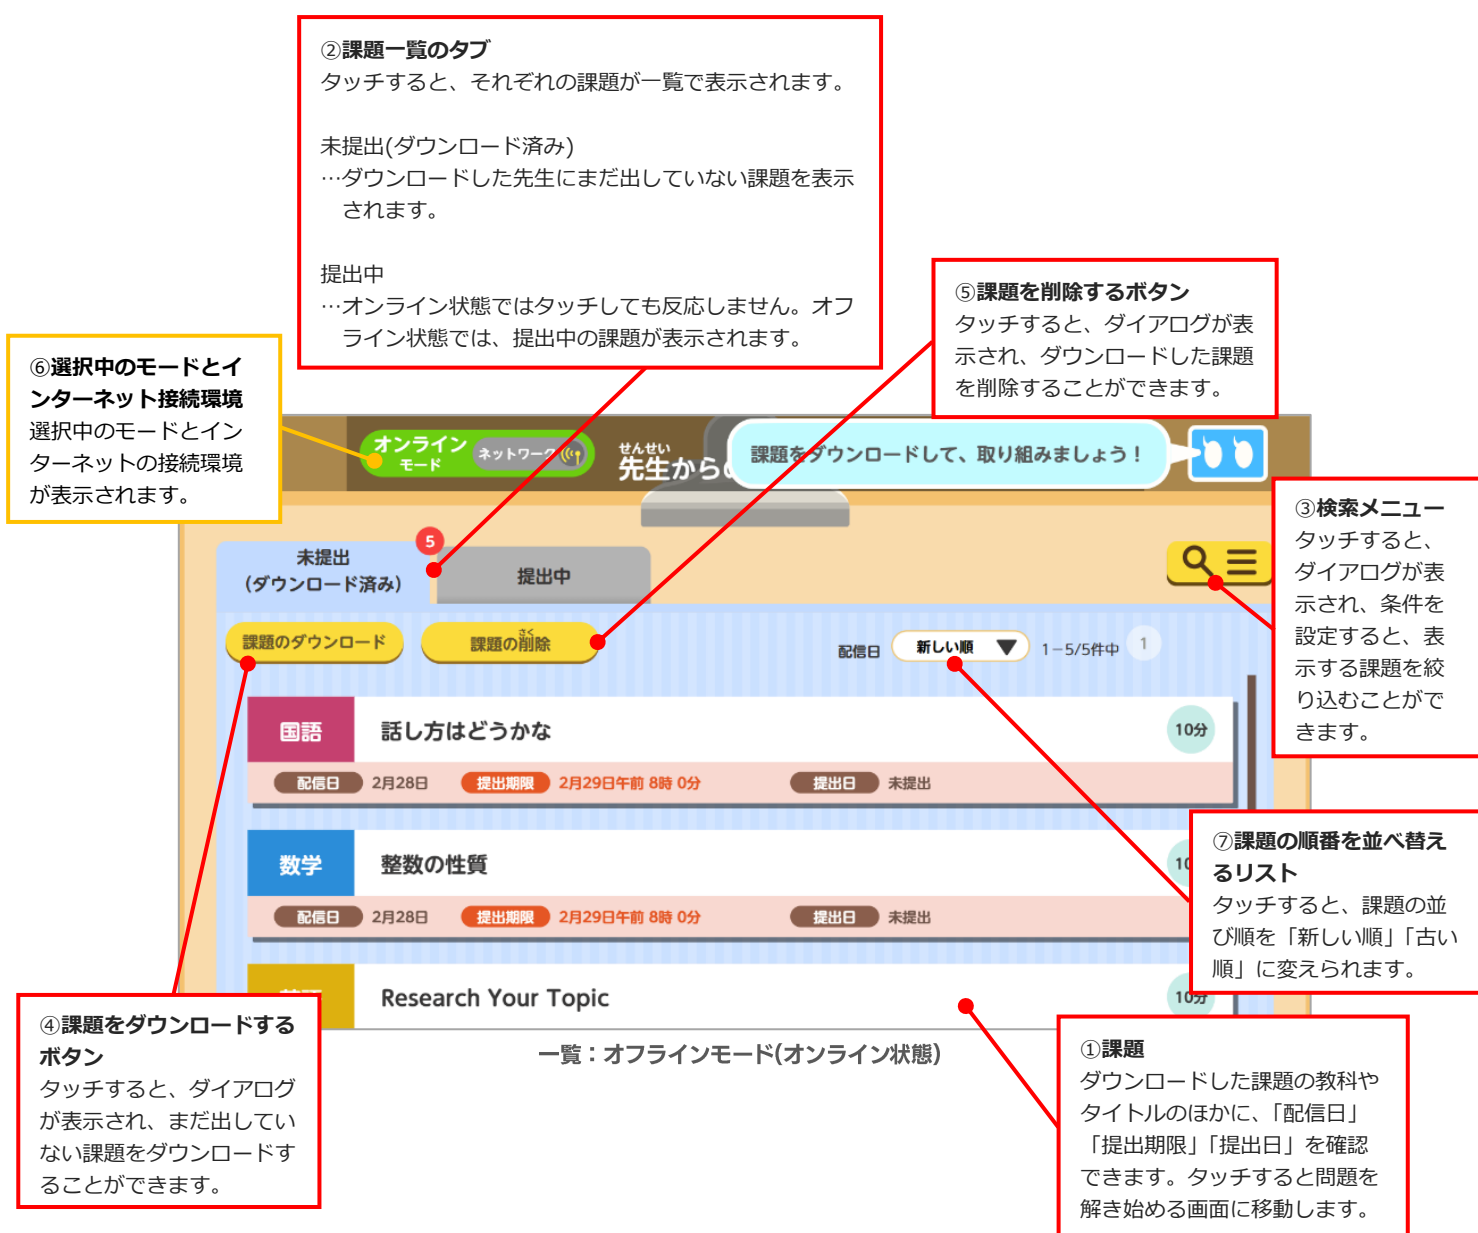 ②課題一覧のタブ
タッチすると、それぞれの課題が一覧で表示されます。
未提出(ダウンロード済み)
…ダウンロードした先生にまだ出していない課題を表示
されます。
提出中
…オンライン状態ではタッチしても反応しません。オフ
ライン状態では、提出中の課題が表示されます。
⑤課題を削除するボタン
タッチすると、ダイアログが表
示され、ダウンロードした課題
を削除することができます。
⑥選択中のモードとイ
ンターネット接続環境
選択中のモードとイン
ターネットの接続環境
が表示されます。
オンライン
モード
ネットワーク
せんせい
先生から
課題をダウンロードして、取り組みましょう！
③検索メニュー
タッチすると、
ダイアログが表
示され、条件を
設定すると、表
示する課題を絞
り込むことがで
きます。
未提出
(ダウンロード済み)
5
提出中
課題のダウンロード
さく
課題の削除
配信日
新しい順 ▼
1－5/5件中
1
国語
話し方はどうかな
10分
配信日 2月28日 提出期限 2月29日午前 8時 0分 提出日 未提出
数学
整数の性質
配信日 2月28日 提出期限 2月29日午前 8時 0分 提出日 未提出
Research Your Topic
10分
⑦課題の順番を並べ替え
るリスト
タッチすると、課題の並
び順を「新しい順」「古い
順」に変えられます。
④課題をダウンロードする
ボタン
タッチすると、ダイアログ
が表示され、まだ出してい
ない課題をダウンロードす
ることができます。
一覧：オフラインモード(オンライン状態)
①課題
ダウンロードした課題の教科や
タイトルのほかに、「配信日」
「提出期限」「提出日」を確認
できます。タッチすると問題を
解き始める画面に移動します。